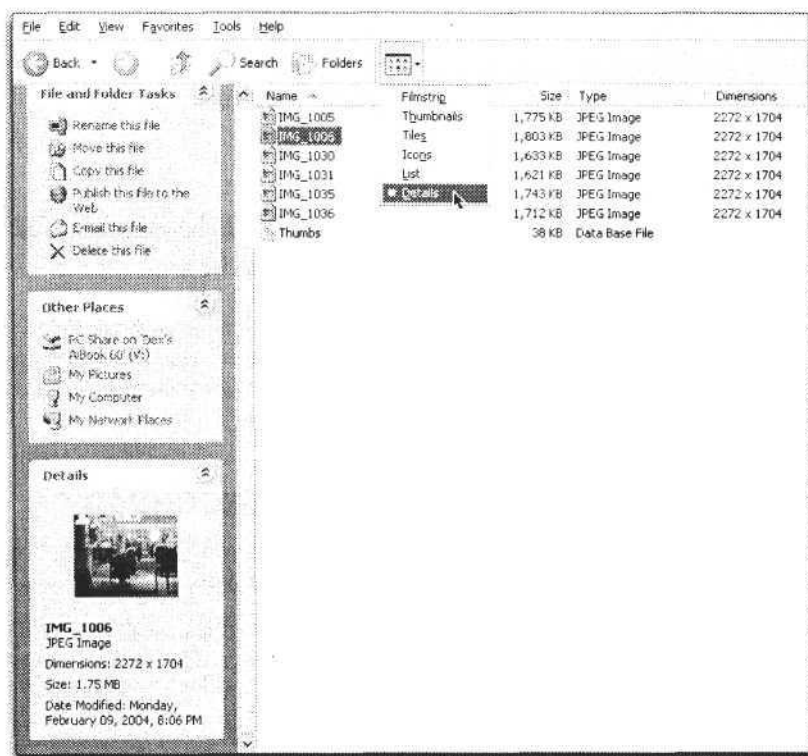 File Edit View Favorites Tools Help
Back Search Folders
File and Folder Tasks
Rename this file
Move this file
Copy this file
Publish this file to the
Web
E-mail this file
Delete this file
Other Places
PC Share on 'Dex's
AlBook 60' (V:)
My Pictures
My Computer
My Network Places
Details
IMG_1006
JPEG Image
Dimensions: 2272 x 1704
Size: 1.75 MB
Date Modified: Monday,
February 09, 2004, 8:06 PM
Name Size Type Dimensions
IMG_1005 1,775 KB JPEG Image 2272 x 1704
IMG_1006 1,803 KB JPEG Image 2272 x 1704
IMG_1030 1,633 KB JPEG Image 2272 x 1704
IMG_1031 1,621 KB JPEG Image 2272 x 1704
IMG_1035 1,743 KB JPEG Image 2272 x 1704
IMG_1036 1,712 KB JPEG Image 2272 x 1704
Thumbs 38 KB Data Base File
Filmstrip
Thumbnails
Tiles
Icons
List
Details